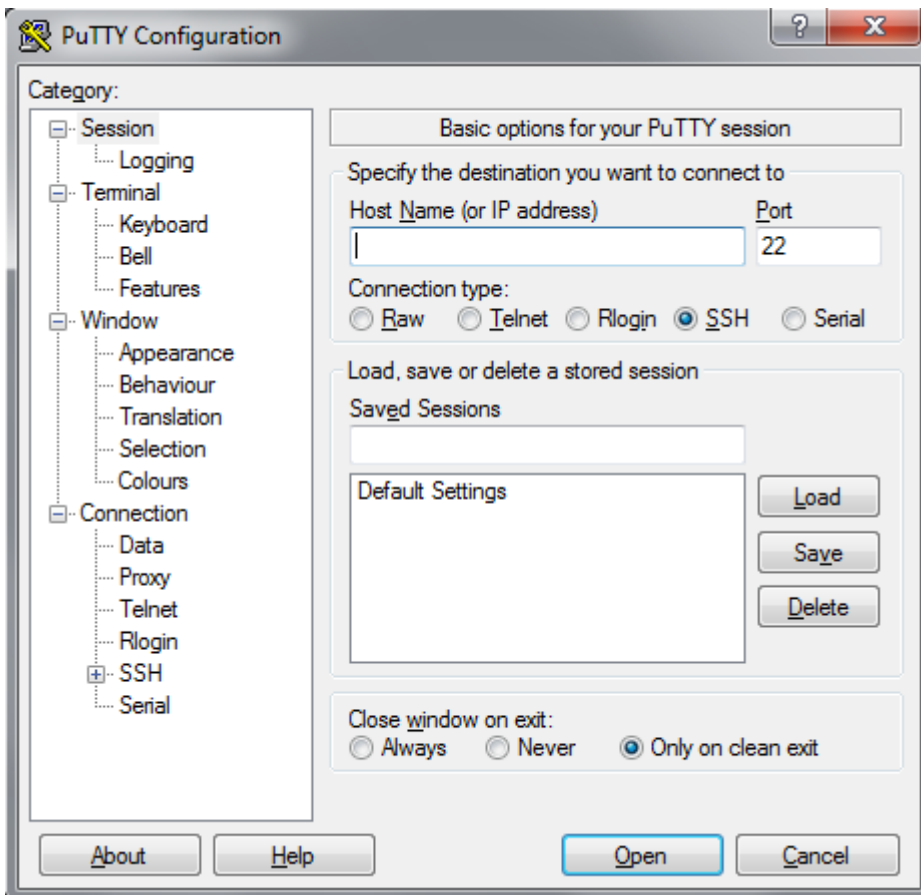 PuTTY Configuration
?
X
Category:
Session
Logging
Terminal
Keyboard
Bell
Features
Window
Appearance
Behaviour
Translation
Selection
Colours
Connection
Data
Proxy
Telnet
Rlogin
SSH
Serial
Basic options for your PuTTY session
Specify the destination you want to connect to
Host Name (or IP address) Port
22
Connection type:
Raw Telnet Rlogin SSH Serial
Load, save or delete a stored session
Saved Sessions
Default Settings
Load
Save
Delete
Close window on exit:
Always Never Only on clean exit
About Help Open Cancel